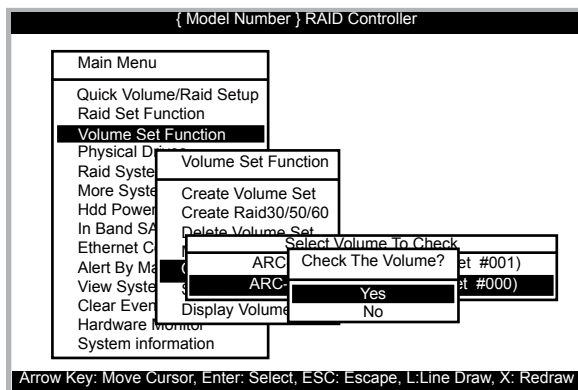 { Model Number } RAID Controller
Main Menu
Quick Volume/Raid Setup
Raid Set Function
Volume Set Function
Physical
Raid Syste
More Syste
Hdd Power
In Band SA
Ethernet C
Alert By Ma
View Syste
Clear Even
Hardware Monitor
System information
Volume Set Function
Create Volume Set
Create Raid30/50/60
Delete Volume Set
Display Volume
Select Volume To Check
ARC
et #001)
ARC-
et #000)
Check The Volume?
Yes
No
Arrow Key: Move Cursor, Enter: Select, ESC: Escape, L:Line Draw, X: Redraw